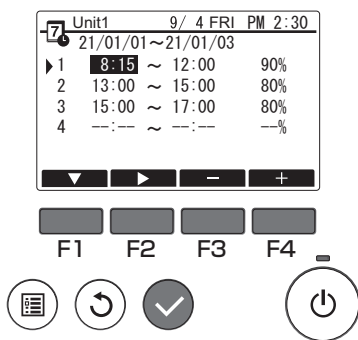 7 Unit1 9/ 4 FRI PM 2:30
21/01/01~21/01/03
1 8:15 ~ 12:00 90%
2 13:00 ~ 15:00 80%
3 15:00 ~ 17:00 80%
4 --:-- ~ --:-- --%
− +
F1 F2 F3 F4